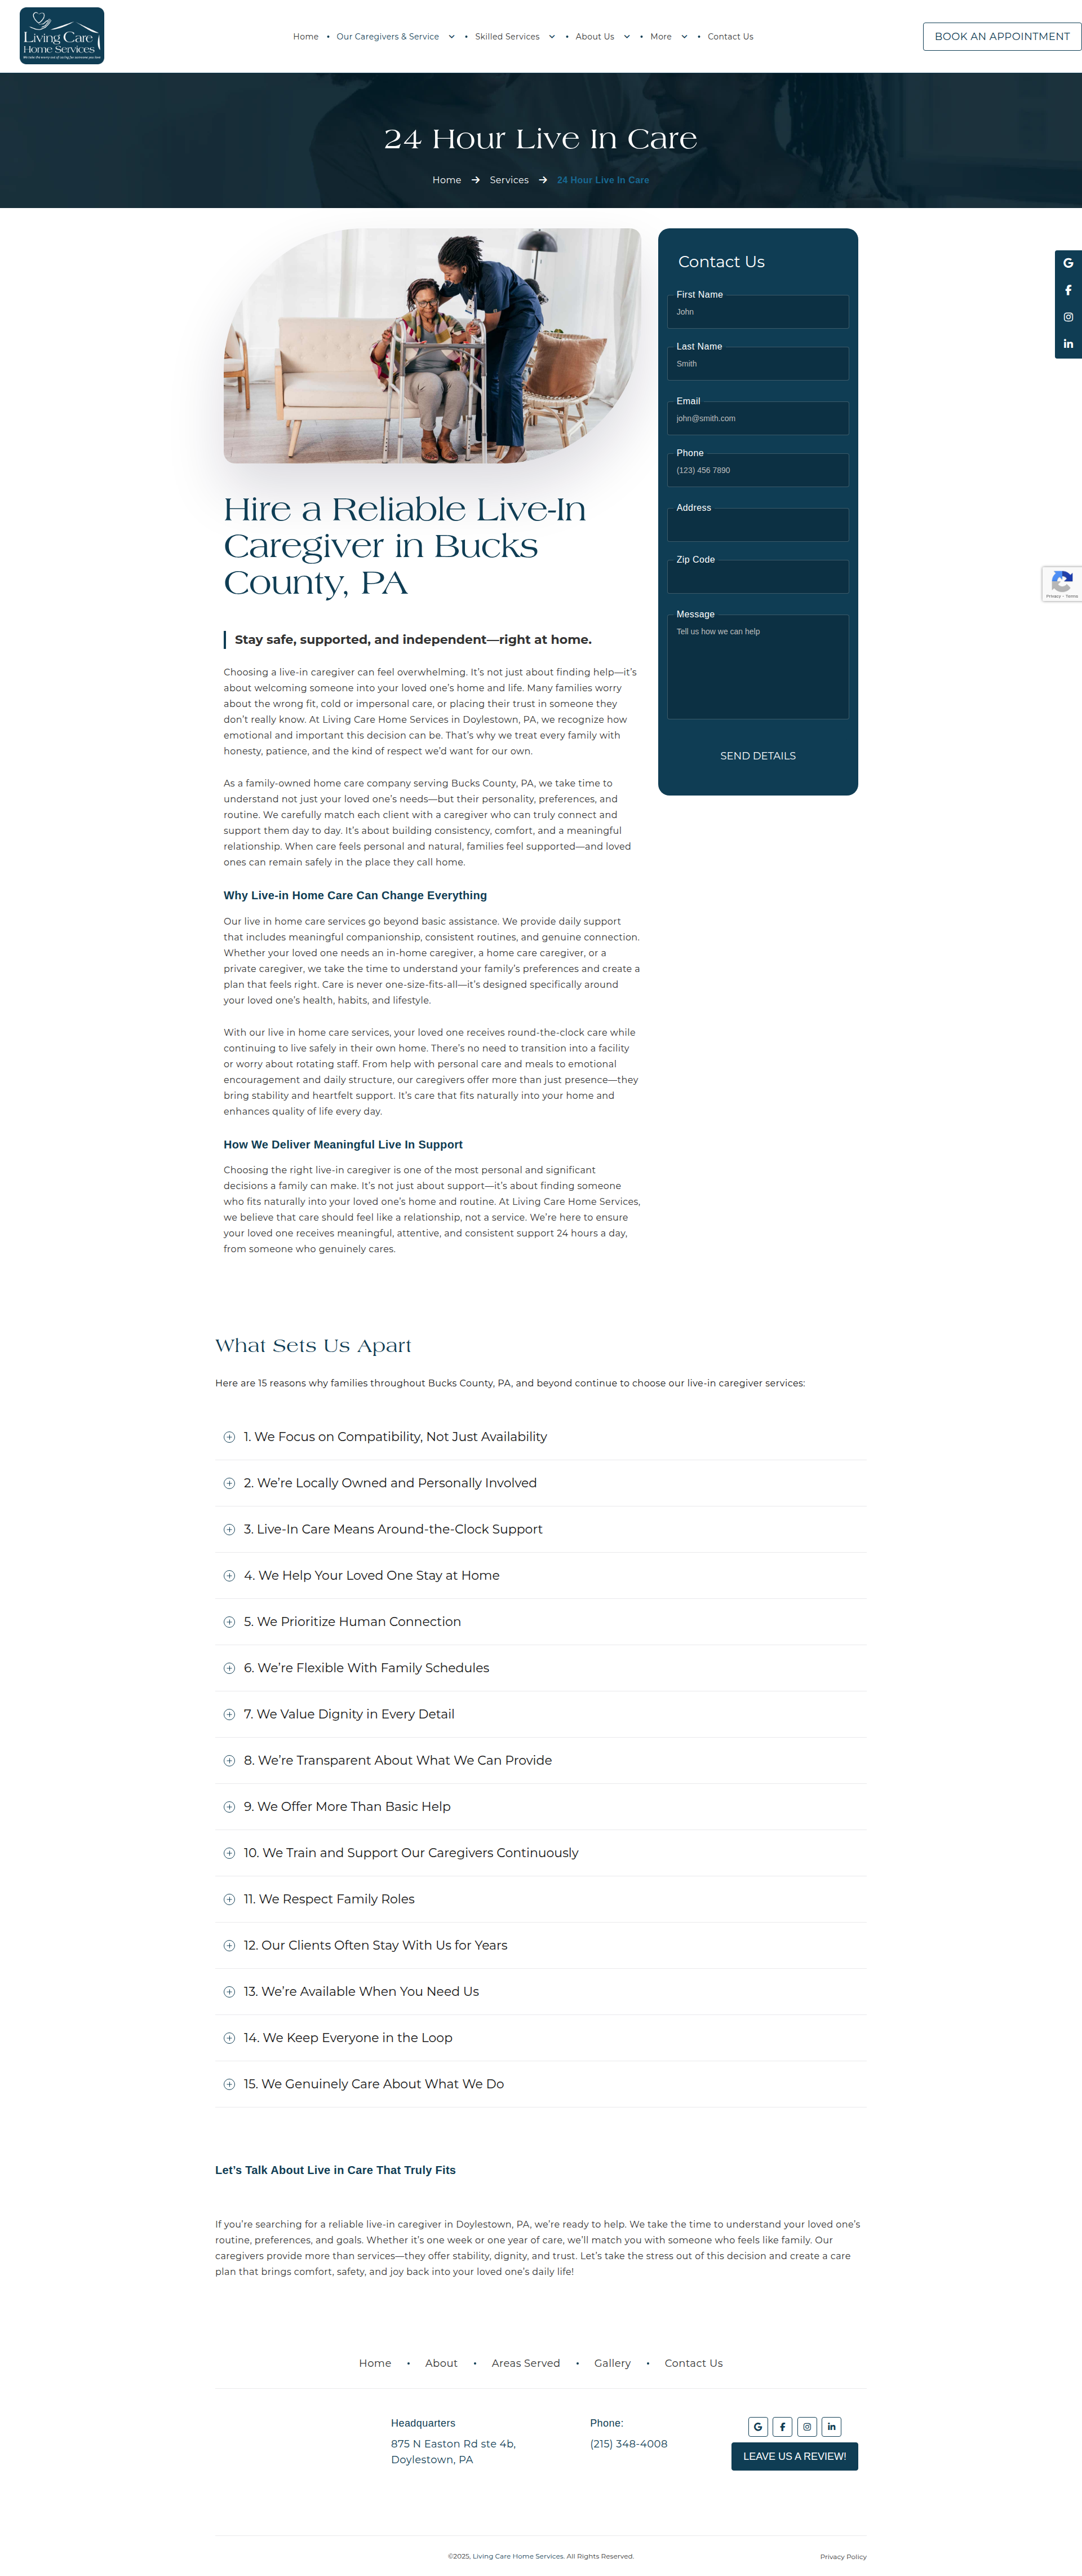 Living Care
Home Services
Home • Our Caregivers & Service • Skilled Services • About Us • More • Contact Us
BOOK AN APPOINTMENT
24 Hour Live In Care
Home → Services → 24 Hour Live In Care
Contact Us
First Name
John
Last Name
Smith
Email
john@smith.com
Phone
(123) 456 7890
Address
Zip Code
Message
Tell us how we can help
SEND DETAILS
Privacy - Terms
Hire a Reliable Live-In
Caregiver in Bucks
County, PA
Stay safe, supported, and independent—right at home.
Choosing a live-in caregiver can feel overwhelming. It’s not just about finding help—it’s
about welcoming someone into your loved one’s home and life. Many families worry
about the wrong fit, cold or impersonal care, or placing their trust in someone they
don’t really know. At Living Care Home Services in Doylestown, PA, we recognize how
emotional and important this decision can be. That’s why we treat every family with
honesty, patience, and the kind of respect we’d want for our own.
As a family-owned home care company serving Bucks County, PA, we take time to
understand not just your loved one’s needs—but their personality, preferences, and
routine. We carefully match each client with a caregiver who can truly connect and
support them day to day. It’s about building consistency, comfort, and a meaningful
relationship. When care feels personal and natural, families feel supported—and loved
ones can remain safely in the place they call home.
Why Live-in Home Care Can Change Everything
Our live in home care services go beyond basic assistance. We provide daily support
that includes meaningful companionship, consistent routines, and genuine connection.
Whether your loved one needs an in-home caregiver, a home care caregiver, or a
private caregiver, we take the time to understand your family’s preferences and create a
plan that feels right. Care is never one-size-fits-all—it’s designed specifically around
your loved one’s health, habits, and lifestyle.
With our live in home care services, your loved one receives round-the-clock care while
continuing to live safely in their own home. There’s no need to transition into a facility
or worry about rotating staff. From help with personal care and meals to emotional
encouragement and daily structure, our caregivers offer more than just presence—they
bring stability and heartfelt support. It’s care that fits naturally into your home and
enhances quality of life every day.
How We Deliver Meaningful Live In Support
Choosing the right live-in caregiver is one of the most personal and significant
decisions a family can make. It’s not just about support—it’s about finding someone
who fits naturally into your loved one’s home and routine. At Living Care Home Services,
we believe that care should feel like a relationship, not a service. We’re here to ensure
your loved one receives meaningful, attentive, and consistent support 24 hours a day,
from someone who genuinely cares.
What Sets Us Apart
Here are 15 reasons why families throughout Bucks County, PA, and beyond continue to choose our live-in caregiver services:
1. We Focus on Compatibility, Not Just Availability
2. We’re Locally Owned and Personally Involved
3. Live-In Care Means Around-the-Clock Support
4. We Help Your Loved One Stay at Home
5. We Prioritize Human Connection
6. We’re Flexible With Family Schedules
7. We Value Dignity in Every Detail
8. We’re Transparent About What We Can Provide
9. We Offer More Than Basic Help
10. We Train and Support Our Caregivers Continuously
11. We Respect Family Roles
12. Our Clients Often Stay With Us for Years
13. We’re Available When You Need Us
14. We Keep Everyone in the Loop
15. We Genuinely Care About What We Do
Let’s Talk About Live in Care That Truly Fits
If you’re searching for a reliable live-in caregiver in Doylestown, PA, we’re ready to help. We take the time to understand your loved one’s
routine, preferences, and goals. Whether it’s one week or one year of care, we’ll match you with someone who feels like family. Our
caregivers provide more than services—they offer stability, dignity, and trust. Let’s take the stress out of this decision and create a care
plan that brings comfort, safety, and joy back into your loved one’s daily life!
Home • About • Areas Served • Gallery • Contact Us
Headquarters
875 N Easton Rd ste 4b,
Doylestown, PA
Phone:
(215) 348-4008
LEAVE US A REVIEW!
©2025, Living Care Home Services. All Rights Reserved.
Privacy Policy